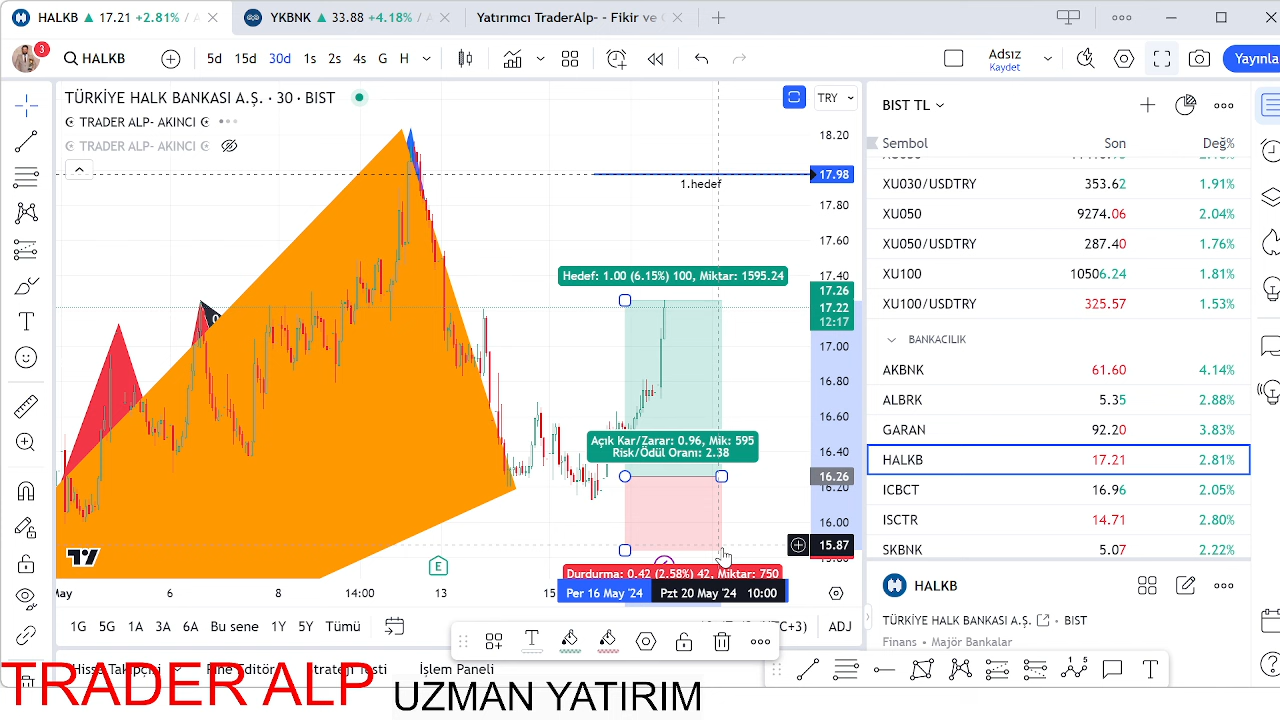 HALKB ▲ 17.21 +2.81% /
YKBNK ▲ 33.88 +4.18% / A
Yatırımcı TraderAlp- - Fikir ve
3
HALKB
5d 15d 30d 1s 2s 4s G H
Adsız
Kaydet
Yayınla
TÜRKİYE HALK BANKASI A.Ş. · 30 · BIST
TRADER ALP- AKINCI
TRADER ALP- AKINCI
TRY
18.20
17.98
17.80
17.60
17.40
17.26
17.22
12:17
17.00
16.80
16.60
16.40
16.26
16.20
16.00
15.87
1.hedef
Hedef: 1.00 (6.15%) 100, Miktar: 1595.24
Açık Kar/Zarar: 0.96, Mik: 595
Risk/Ödül Oranı: 2.38
Durdurma: 0.42 (2.58%) 42, Miktar: 750
E
May 6 14:00 13 15
Per 16 May '24
Pzt 20 May '24 10:00
1G 5G 1A 3A 6A Bu sene 1Y 5Y Tümü
ADJ
İşlem Paneli
BIST TL
Sembol Son Değ%
XU030/USDTRY 353.62 1.91%
XU050 9274.06 2.04%
XU050/USDTRY 287.40 1.76%
XU100 10506.24 1.81%
XU100/USDTRY 325.57 1.53%
BANKACILIK
AKBNK 61.60 4.14%
ALBRK 5.35 2.88%
GARAN 92.20 3.83%
HALKB 17.21 2.81%
ICBCT 16.96 2.05%
ISCTR 14.71 2.80%
SKBNK 5.07 2.22%
HALKB
TÜRKİYE HALK BANKASI A.Ş. · BIST
Finans · Majör Bankalar
TRADER ALP
UZMAN YATIRIM